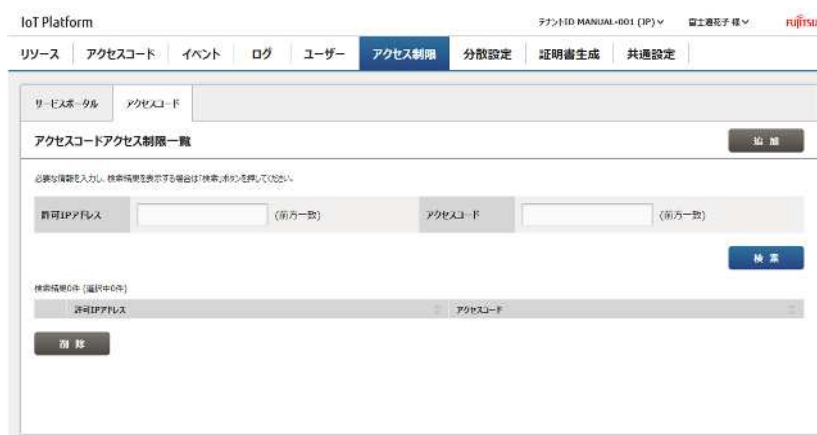 IoT Platform テナントID MANUAL-001 (JP) 富士通花子 様 FUJITSU
リソース アクセスコード イベント ログ ユーザー アクセス制限 分散設定 証明書生成 共通設定
サービスポータル アクセスコード
アクセスコードアクセス制限一覧 追加
必要な情報を入力し、検索結果を表示する場合は「検索」ボタンを押してください。
許可IPアドレス (前方一致) アクセスコード (前方一致)
検索
検索結果0件 (選択中0件)
許可IPアドレス アクセスコード
削除